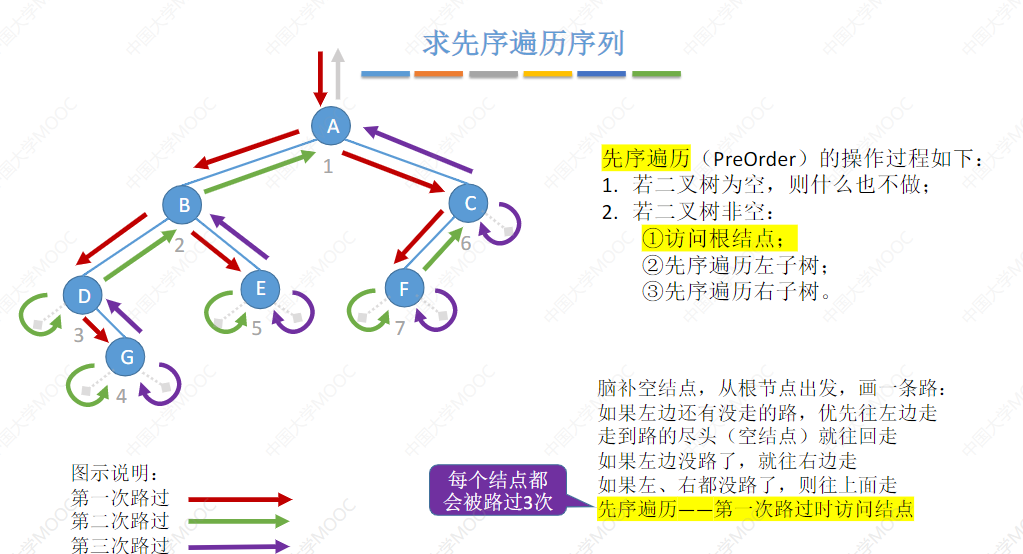 求先序遍历序列
A
1
B
2
C
6
D
3
E
5
F
7
G
4
先序遍历（PreOrder）的操作过程如下：
1. 若二叉树为空，则什么也不做；
2. 若二叉树非空：
①访问根结点；
②先序遍历左子树；
③先序遍历右子树。
脑补空结点，从根节点出发，画一条路：
如果左边还有没走的路，优先往左边走
走到路的尽头（空结点）就往回走
如果左边没路了，就往右边走
如果左、右都没路了，则往上面走
先序遍历——第一次路过时访问结点
每个结点都
会被路过3次
图示说明：
第一次路过
第二次路过
第三次路过
中国大学MOOC